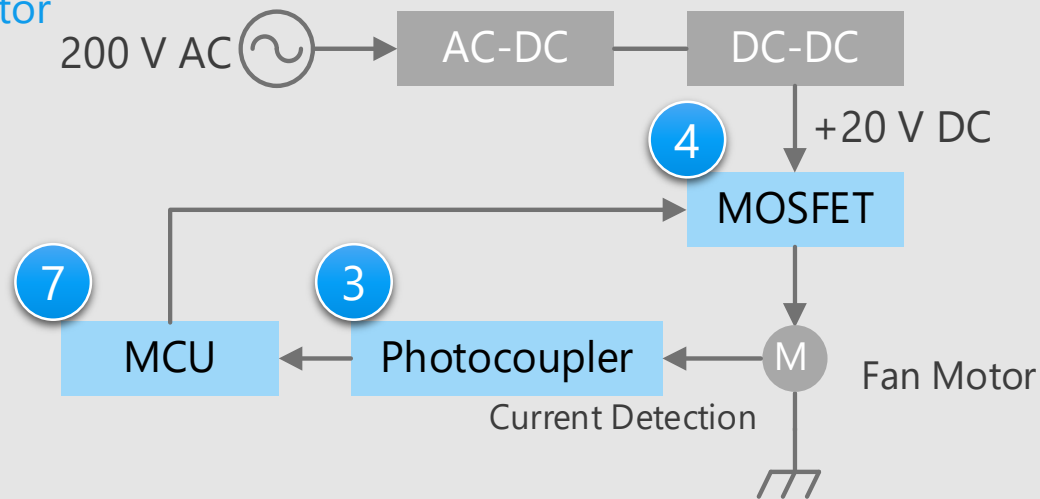 tor
200 V AC
AC-DC
DC-DC
+20 V DC
4
MOSFET
7
3
MCU
Photocoupler
M
Fan Motor
Current Detection